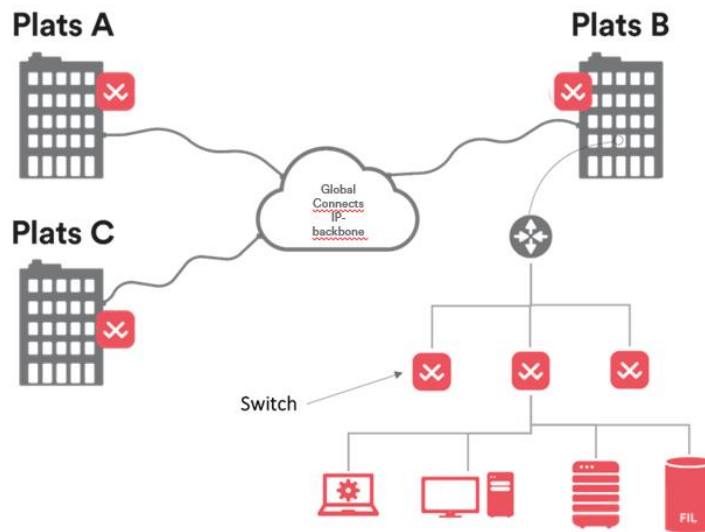 Plats A
Plats B
Global
Connects
IP-
backbone
Plats C
Switch
FIL